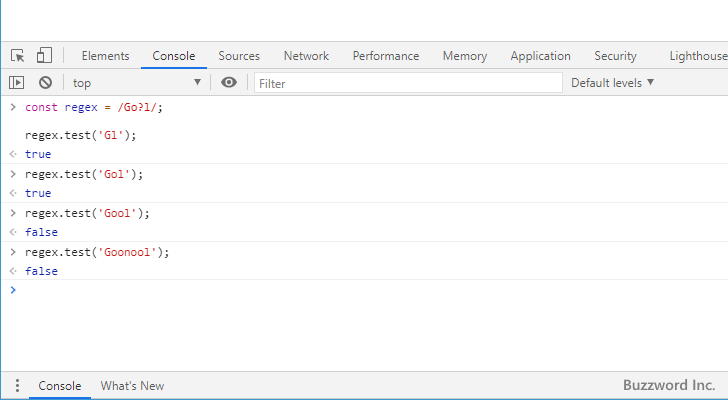 Elements Console Sources Network Performance Memory Application Security Lighthouse
top Filter Default levels
const regex = /Go?l/;
regex.test('Gl');
true
regex.test('Gol');
true
regex.test('Gool');
false
regex.test('Goonool');
false
Console What's New
Buzzword Inc.